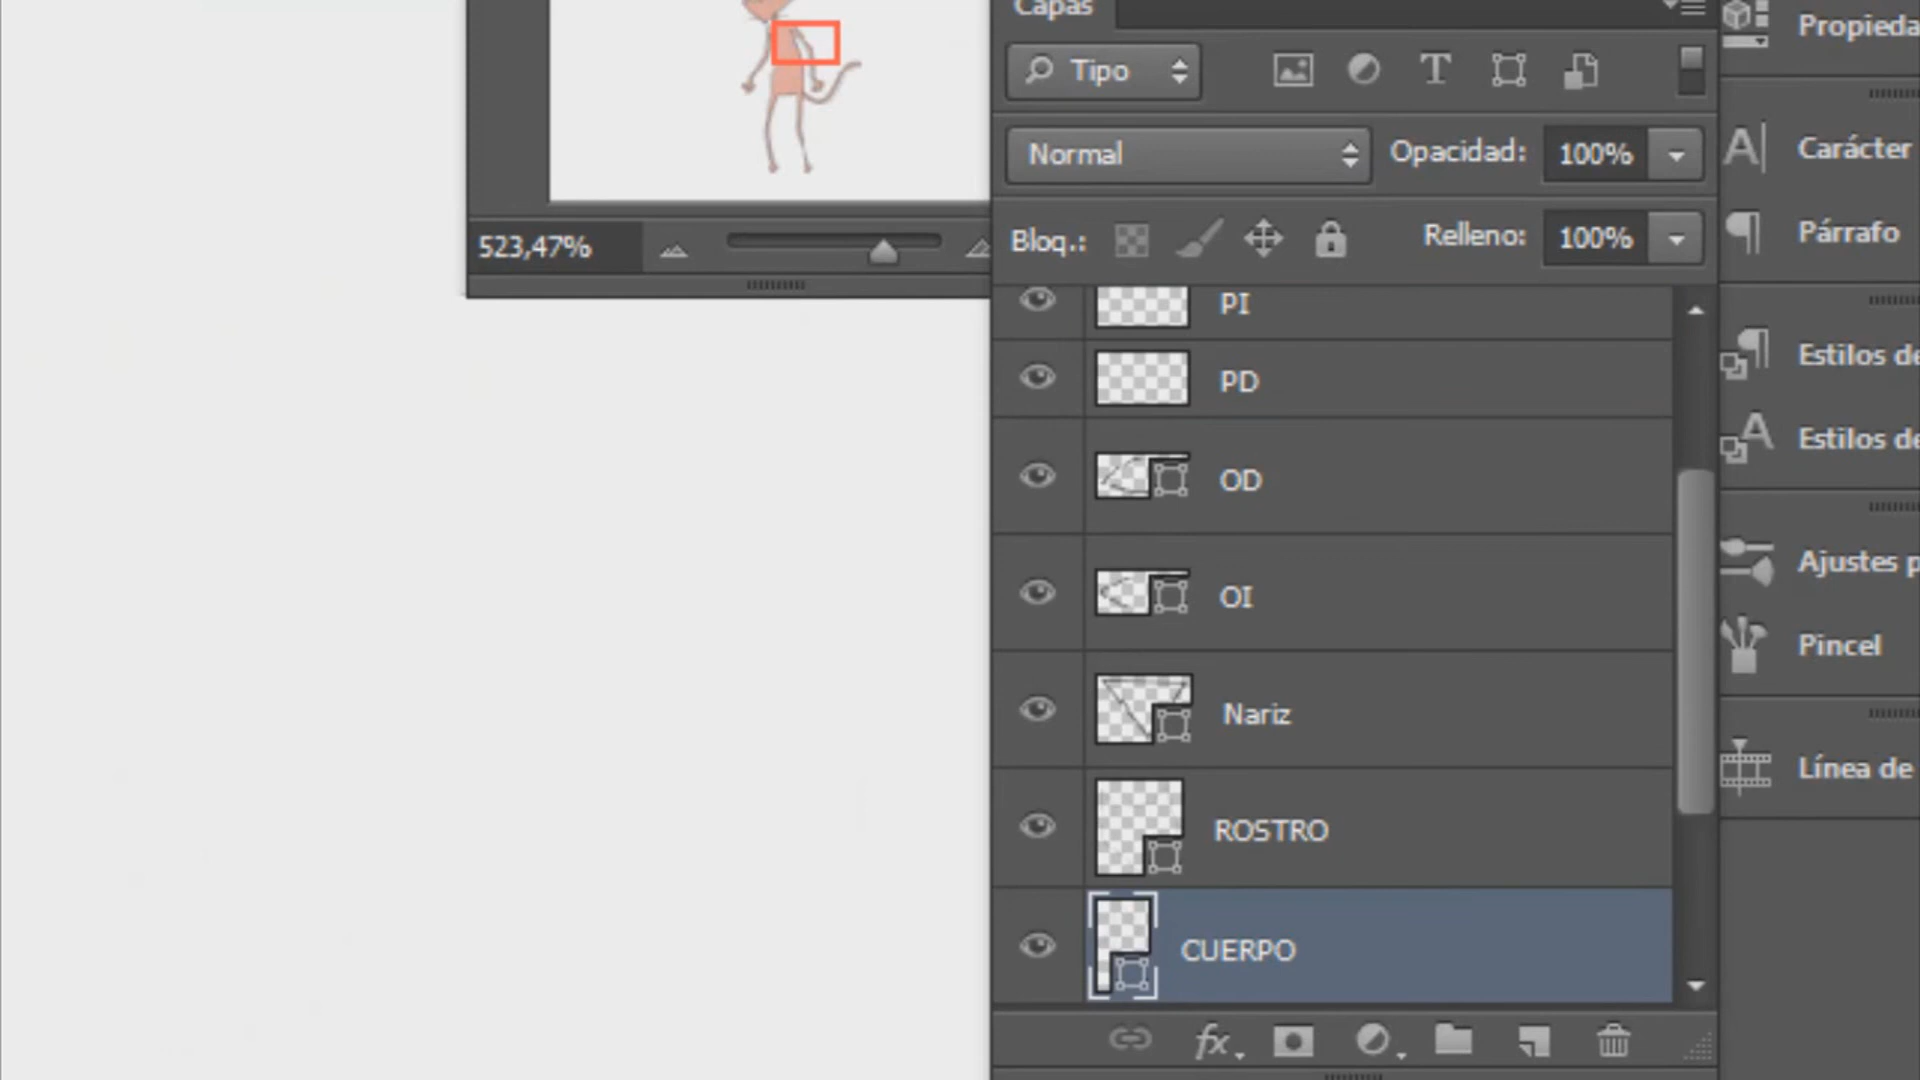 Capas
Tipo
T
Normal
Opacidad: 100%
523,47%
Bloq.:
Relleno: 100%
PI
PD
OD
OI
Nariz
ROSTRO
CUERPO
fx
Propieda
Carácter
Párrafo
Estilos de
Estilos de
Ajustes p
Pincel
Línea de